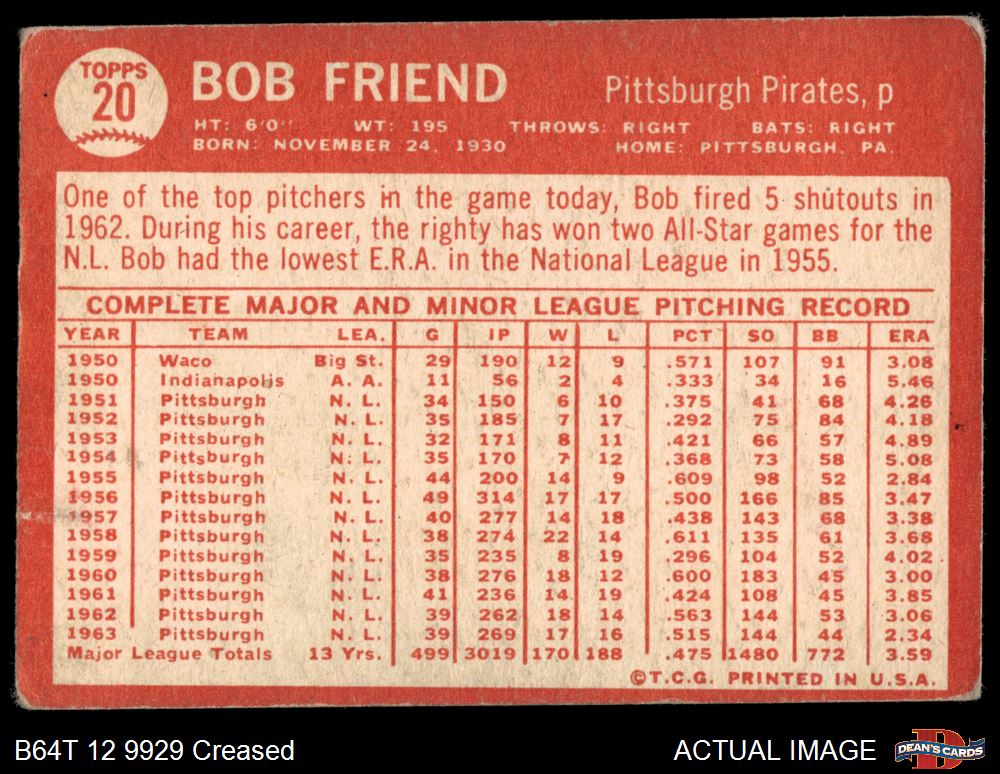 TOPPS
20
BOB FRIEND
Pittsburgh Pirates, p
HT: 6'0" WT: 195 THROWS: RIGHT BATS: RIGHT
BORN: NOVEMBER 24, 1930 HOME: PITTSBURGH, PA.
One of the top pitchers in the game today, Bob fired 5 shutouts in
1962. During his career, the righty has won two All-Star games for the
N.L. Bob had the lowest E.R.A. in the National League in 1955.
COMPLETE MAJOR AND MINOR LEAGUE PITCHING RECORD
YEAR TEAM LEA. G IP W L PCT SO BB ERA
1950 Waco Big St. 29 190 12 9 .571 107 91 3.08
1950 Indianapolis A. A. 11 56 2 4 .333 34 16 5.46
1951 Pittsburgh N. L. 34 150 6 10 .375 41 68 4.26
1952 Pittsburgh N. L. 35 185 7 17 .292 75 84 4.18
1953 Pittsburgh N. L. 32 171 8 11 .421 66 57 4.89
1954 Pittsburgh N. L. 35 170 7 12 .368 73 58 5.08
1955 Pittsburgh N. L. 44 200 14 9 .609 98 52 2.84
1956 Pittsburgh N. L. 49 314 17 17 .500 166 85 3.47
1957 Pittsburgh N. L. 40 277 14 18 .438 143 68 3.38
1958 Pittsburgh N. L. 38 274 22 14 .611 135 61 3.68
1959 Pittsburgh N. L. 35 235 8 19 .296 104 52 4.02
1960 Pittsburgh N. L. 38 276 18 12 .600 183 45 3.00
1961 Pittsburgh N. L. 41 236 14 19 .424 108 45 3.85
1962 Pittsburgh N. L. 39 262 18 14 .563 144 53 3.06
1963 Pittsburgh N. L. 39 269 17 16 .515 144 44 2.34
Major League Totals 13 Yrs. 499 3019 170 188 .475 1480 772 3.59
©T.C.G. PRINTED IN U.S.A.
B64T 12 9929 Creased
ACTUAL IMAGE
D
DEAN'S CARDS